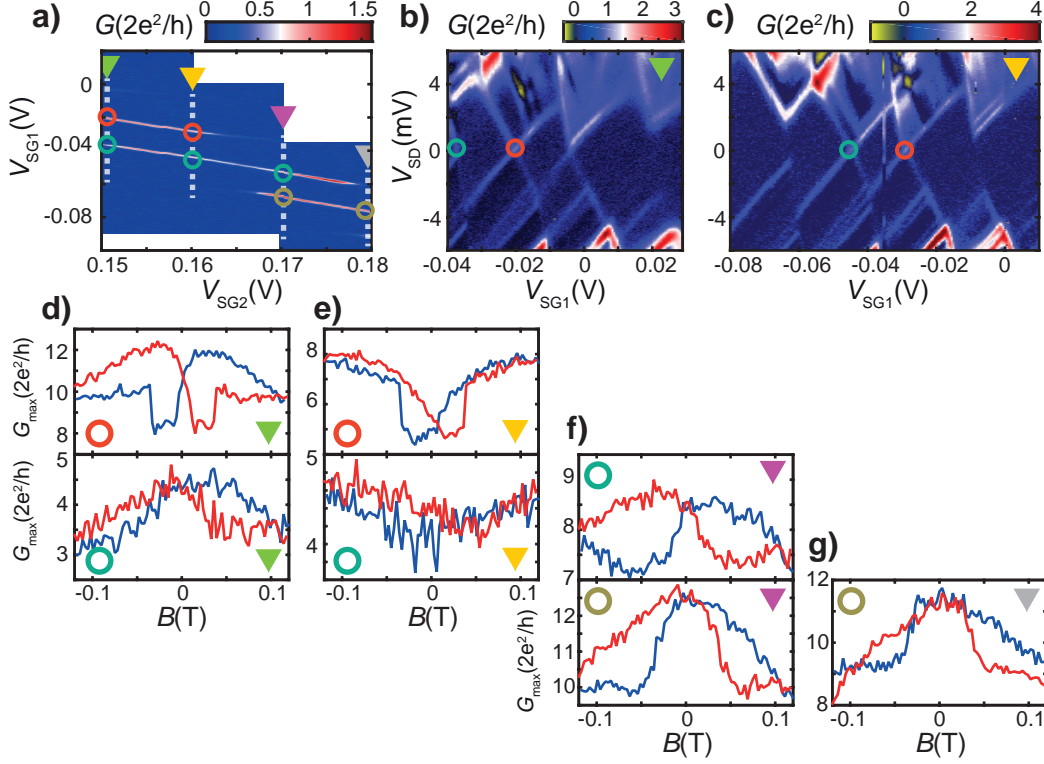 a)
G(2e²/h)
0 0.5 1 1.5
V_SG1(V)
0
-0.04
-0.08
0.15 0.16 0.17 0.18
V_SG2(V)
b)
G(2e²/h)
0 1 2 3
V_SD(mV)
4
0
-4
-0.04 -0.02 0 0.02
V_SG1(V)
c)
G(2e²/h)
0 2 4
4
0
-4
-0.08 -0.04 0
V_SG1(V)
d)
G_max(2e²/h)
12
10
8
G_max(2e²/h)
5
4
3
-0.1 0 0.1
B(T)
e)
8
6
5
4
-0.1 0 0.1
B(T)
f)
9
8
7
G_max(2e²/h)
12
11
10
-0.1 0 0.1
B(T)
g)
12
10
8
-0.1 0 0.1
B(T)